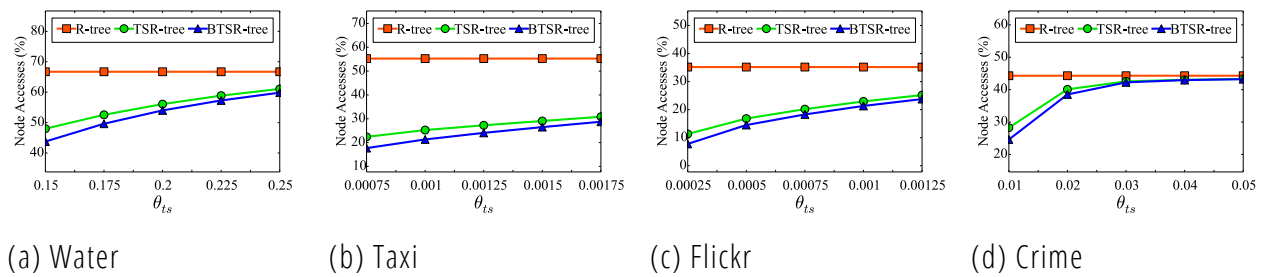 R-tree TSR-tree BTSR-tree
Node Accesses (%)
80
70
60
50
40
0.15 0.175 0.2 0.225 0.25
θts
(a) Water
R-tree TSR-tree BTSR-tree
Node Accesses (%)
70
60
50
40
30
20
10
0.00075 0.001 0.00125 0.0015 0.00175
θts
(b) Taxi
R-tree TSR-tree BTSR-tree
Node Accesses (%)
50
40
30
20
10
0
0.00025 0.0005 0.00075 0.001 0.00125
θts
(c) Flickr
R-tree TSR-tree BTSR-tree
Node Accesses (%)
60
50
40
30
20
0.01 0.02 0.03 0.04 0.05
θts
(d) Crime